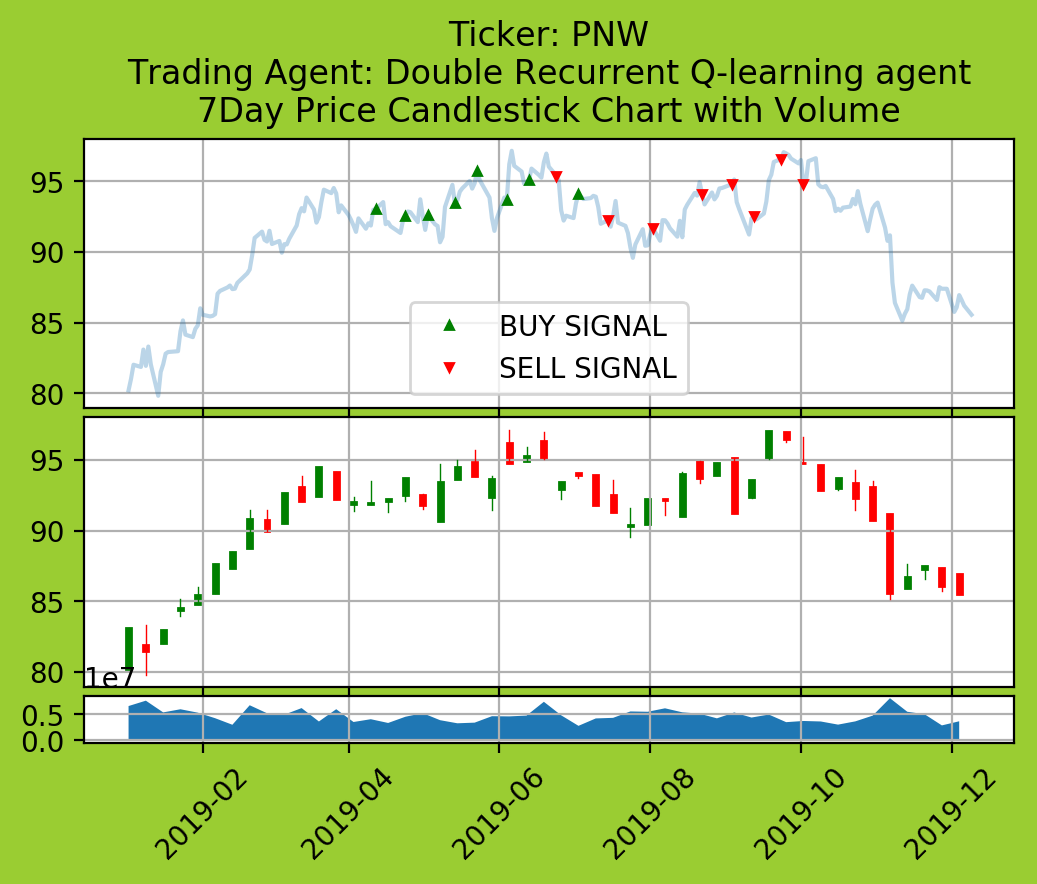 Ticker: PNW
Trading Agent: Double Recurrent Q-learning agent
7Day Price Candlestick Chart with Volume
95
90
85
80
BUY SIGNAL
SELL SIGNAL
95
90
85
80
1e7
0.5
0.0
2019-02
2019-04
2019-06
2019-08
2019-10
2019-12